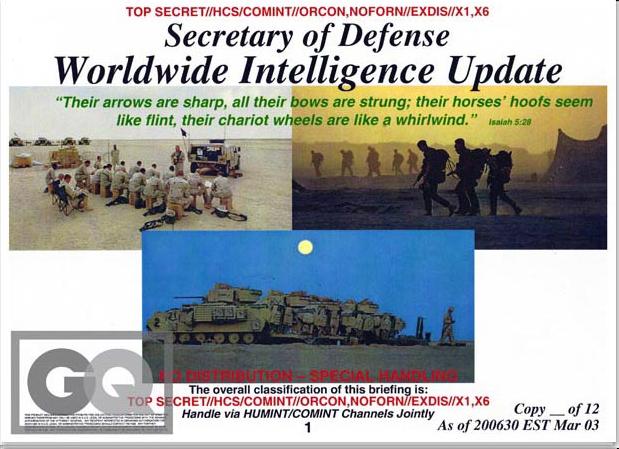 TOP SECRET//HCS/COMINT//ORCON,NOFORN//EXDIS//X1,X6
Secretary of Defense
Worldwide Intelligence Update
“Their arrows are sharp, all their bows are strung; their horses’ hoofs seem
like flint, their chariot wheels are like a whirlwind.” Isaiah 5:28
DISTRIBUTION – SPECIAL HANDLING
The overall classification of this briefing is:
TOP SECRET//HCS/COMINT//ORCON,NOFORN//EXDIS//X1,X6
Handle via HUMINT/COMINT Channels Jointly
Copy __ of 12
As of 200630 EST Mar 03
1
GQ